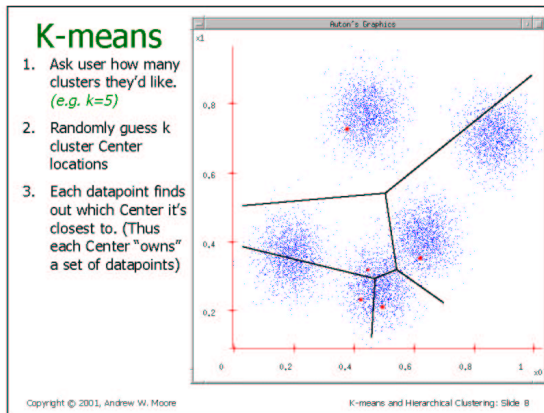 K-means
1. Ask user how many
clusters they'd like.
(e.g. k=5)
2. Randomly guess k
cluster Center
locations
3. Each datapoint finds
out which Center it's
closest to. (Thus
each Center "owns"
a set of datapoints)
Auton's Graphics
x1
0.8
0.6
0.4
0.2
0
0.2
0.4
0.6
0.8
1
x0
Copyright © 2001, Andrew W. Moore
K-means and Hierarchical Clustering: Slide 8